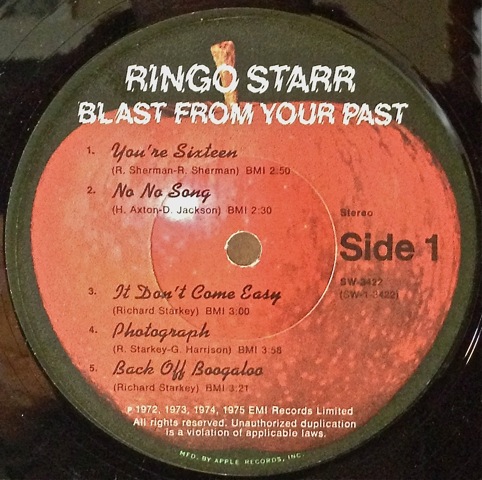 RINGO STARR
BLAST FROM YOUR PAST
1. You're Sixteen
(R. Sherman-R. Sherman) BMI 2:50
2. No No Song
(H. Axton-D. Jackson) BMI 2:30
Stereo
Side 1
SW-3422
(SW-1-3422)
3. It Don't Come Easy
(Richard Starkey) BMI 3:00
4. Photograph
(R. Starkey-G. Harrison) BMI 3:58
5. Back Off Boogaloo
(Richard Starkey) BMI 3:21
℗ 1972, 1973, 1974, 1975 EMI Records Limited
All rights reserved. Unauthorized duplication
is a violation of applicable laws.
MFD. BY APPLE RECORDS, INC.